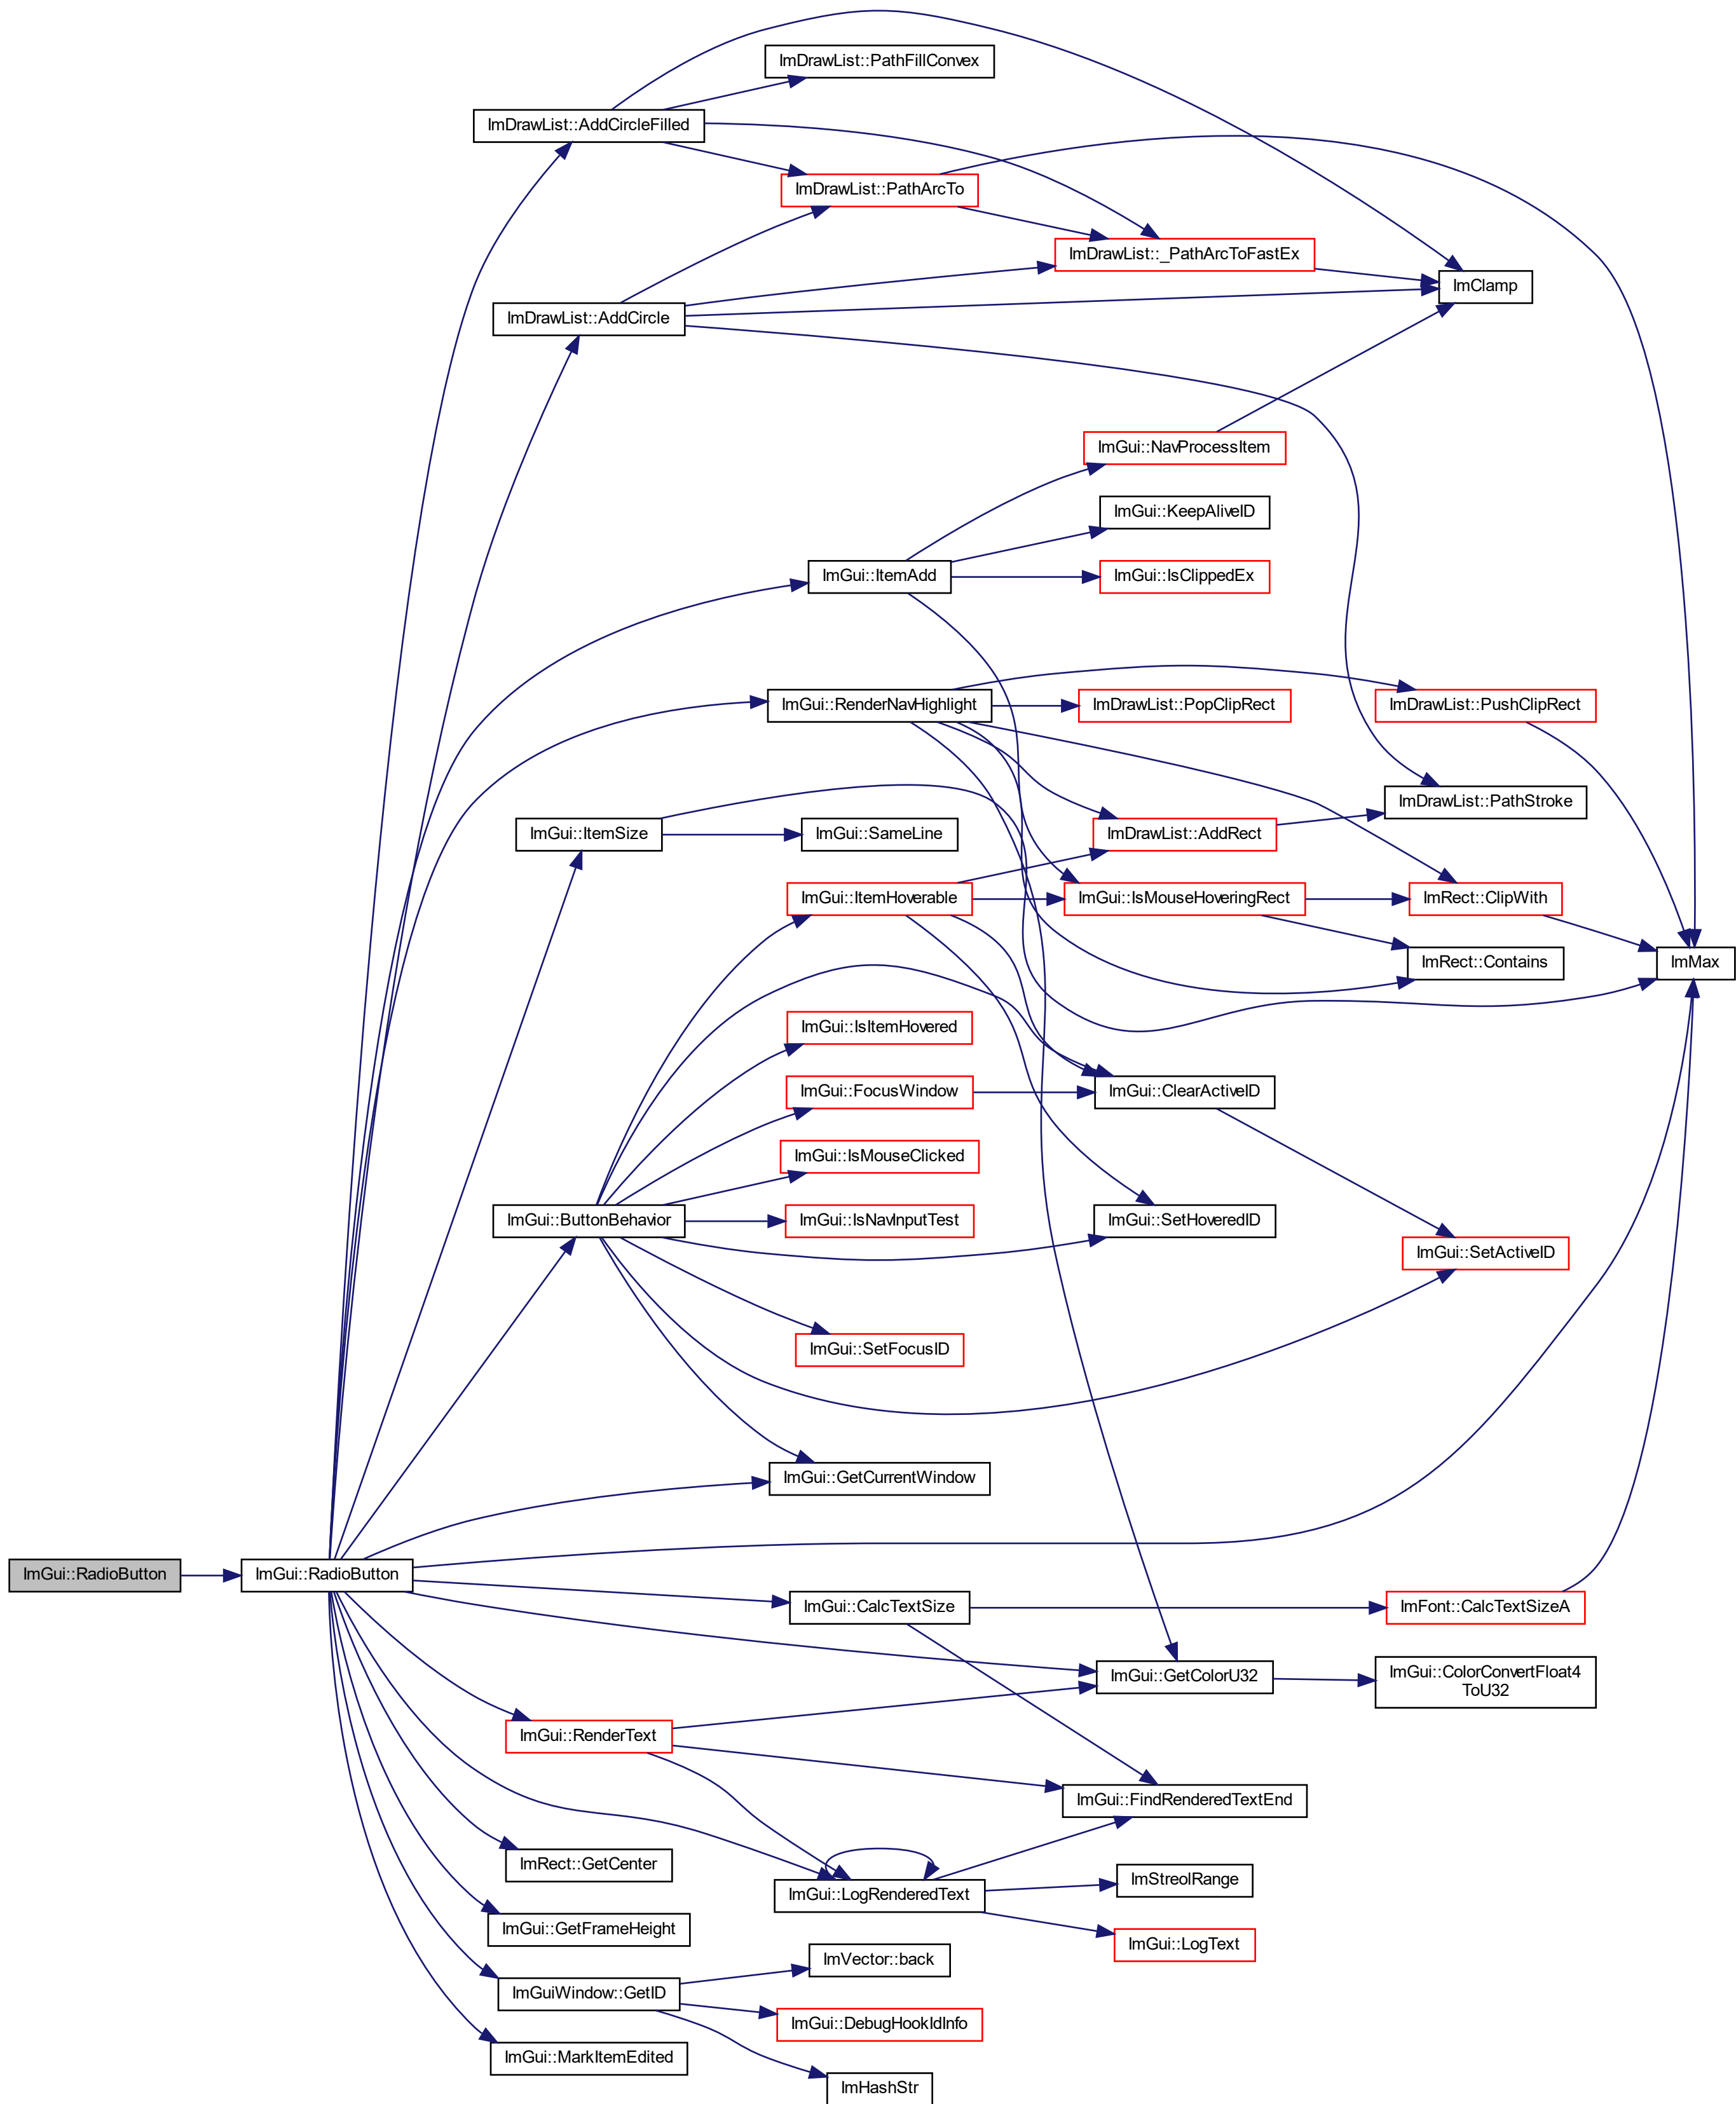 ImDrawList::PathFillConvex
ImDrawList::AddCircleFilled
ImDrawList::PathArcTo
ImDrawList::_PathArcToFastEx
ImClamp
ImDrawList::AddCircle
ImGui::NavProcessItem
ImGui::KeepAliveID
ImGui::ItemAdd
ImGui::IsClippedEx
ImGui::RenderNavHighlight
ImDrawList::PopClipRect
ImDrawList::PushClipRect
ImDrawList::PathStroke
ImGui::ItemSize
ImGui::SameLine
ImDrawList::AddRect
ImGui::ItemHoverable
ImGui::IsMouseHoveringRect
ImRect::ClipWith
ImRect::Contains
ImMax
ImGui::IsItemHovered
ImGui::FocusWindow
ImGui::ClearActiveID
ImGui::IsMouseClicked
ImGui::ButtonBehavior
ImGui::IsNavInputTest
ImGui::SetHoveredID
ImGui::SetActiveID
ImGui::SetFocusID
ImGui::GetCurrentWindow
ImGui::RadioButton
ImGui::RadioButton
ImGui::CalcTextSize
ImFont::CalcTextSizeA
ImGui::GetColorU32
ImGui::ColorConvertFloat4
ToU32
ImGui::RenderText
ImGui::FindRenderedTextEnd
ImRect::GetCenter
ImGui::LogRenderedText
ImStreolRange
ImGui::GetFrameHeight
ImGui::LogText
ImVector::back
ImGuiWindow::GetID
ImGui::DebugHookIdInfo
ImGui::MarkItemEdited
ImHashStr